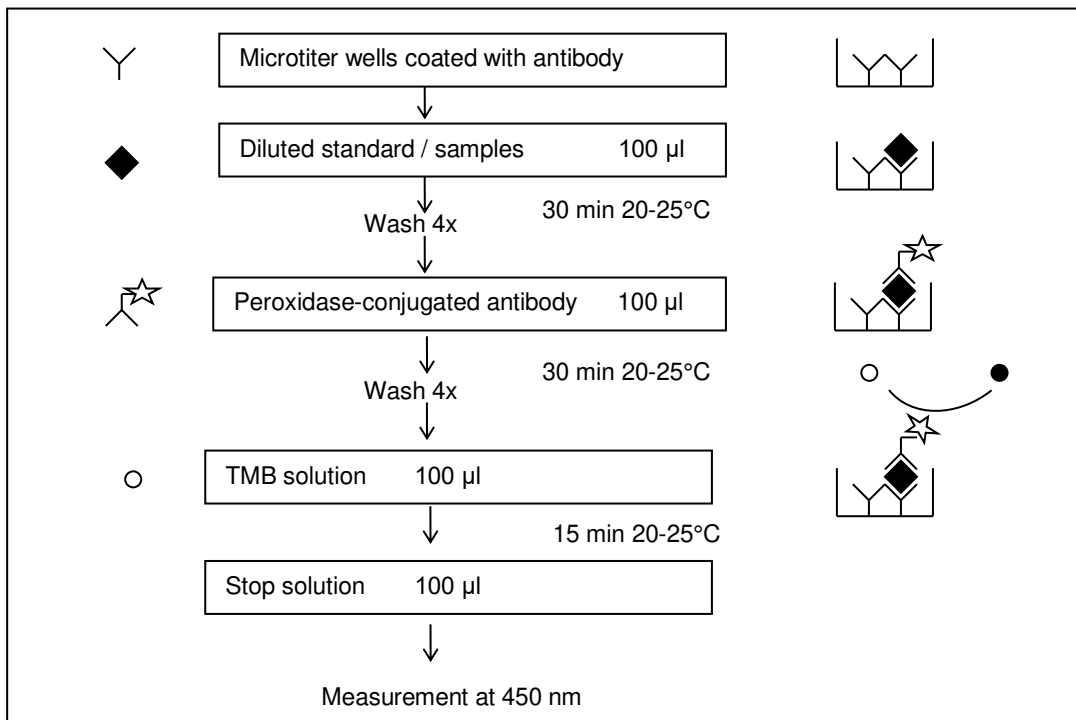 Microtiter wells coated with antibody
Diluted standard / samples 100 µl
30 min 20-25°C
Wash 4x
Peroxidase-conjugated antibody 100 µl
30 min 20-25°C
Wash 4x
TMB solution 100 µl
15 min 20-25°C
Stop solution 100 µl
Measurement at 450 nm